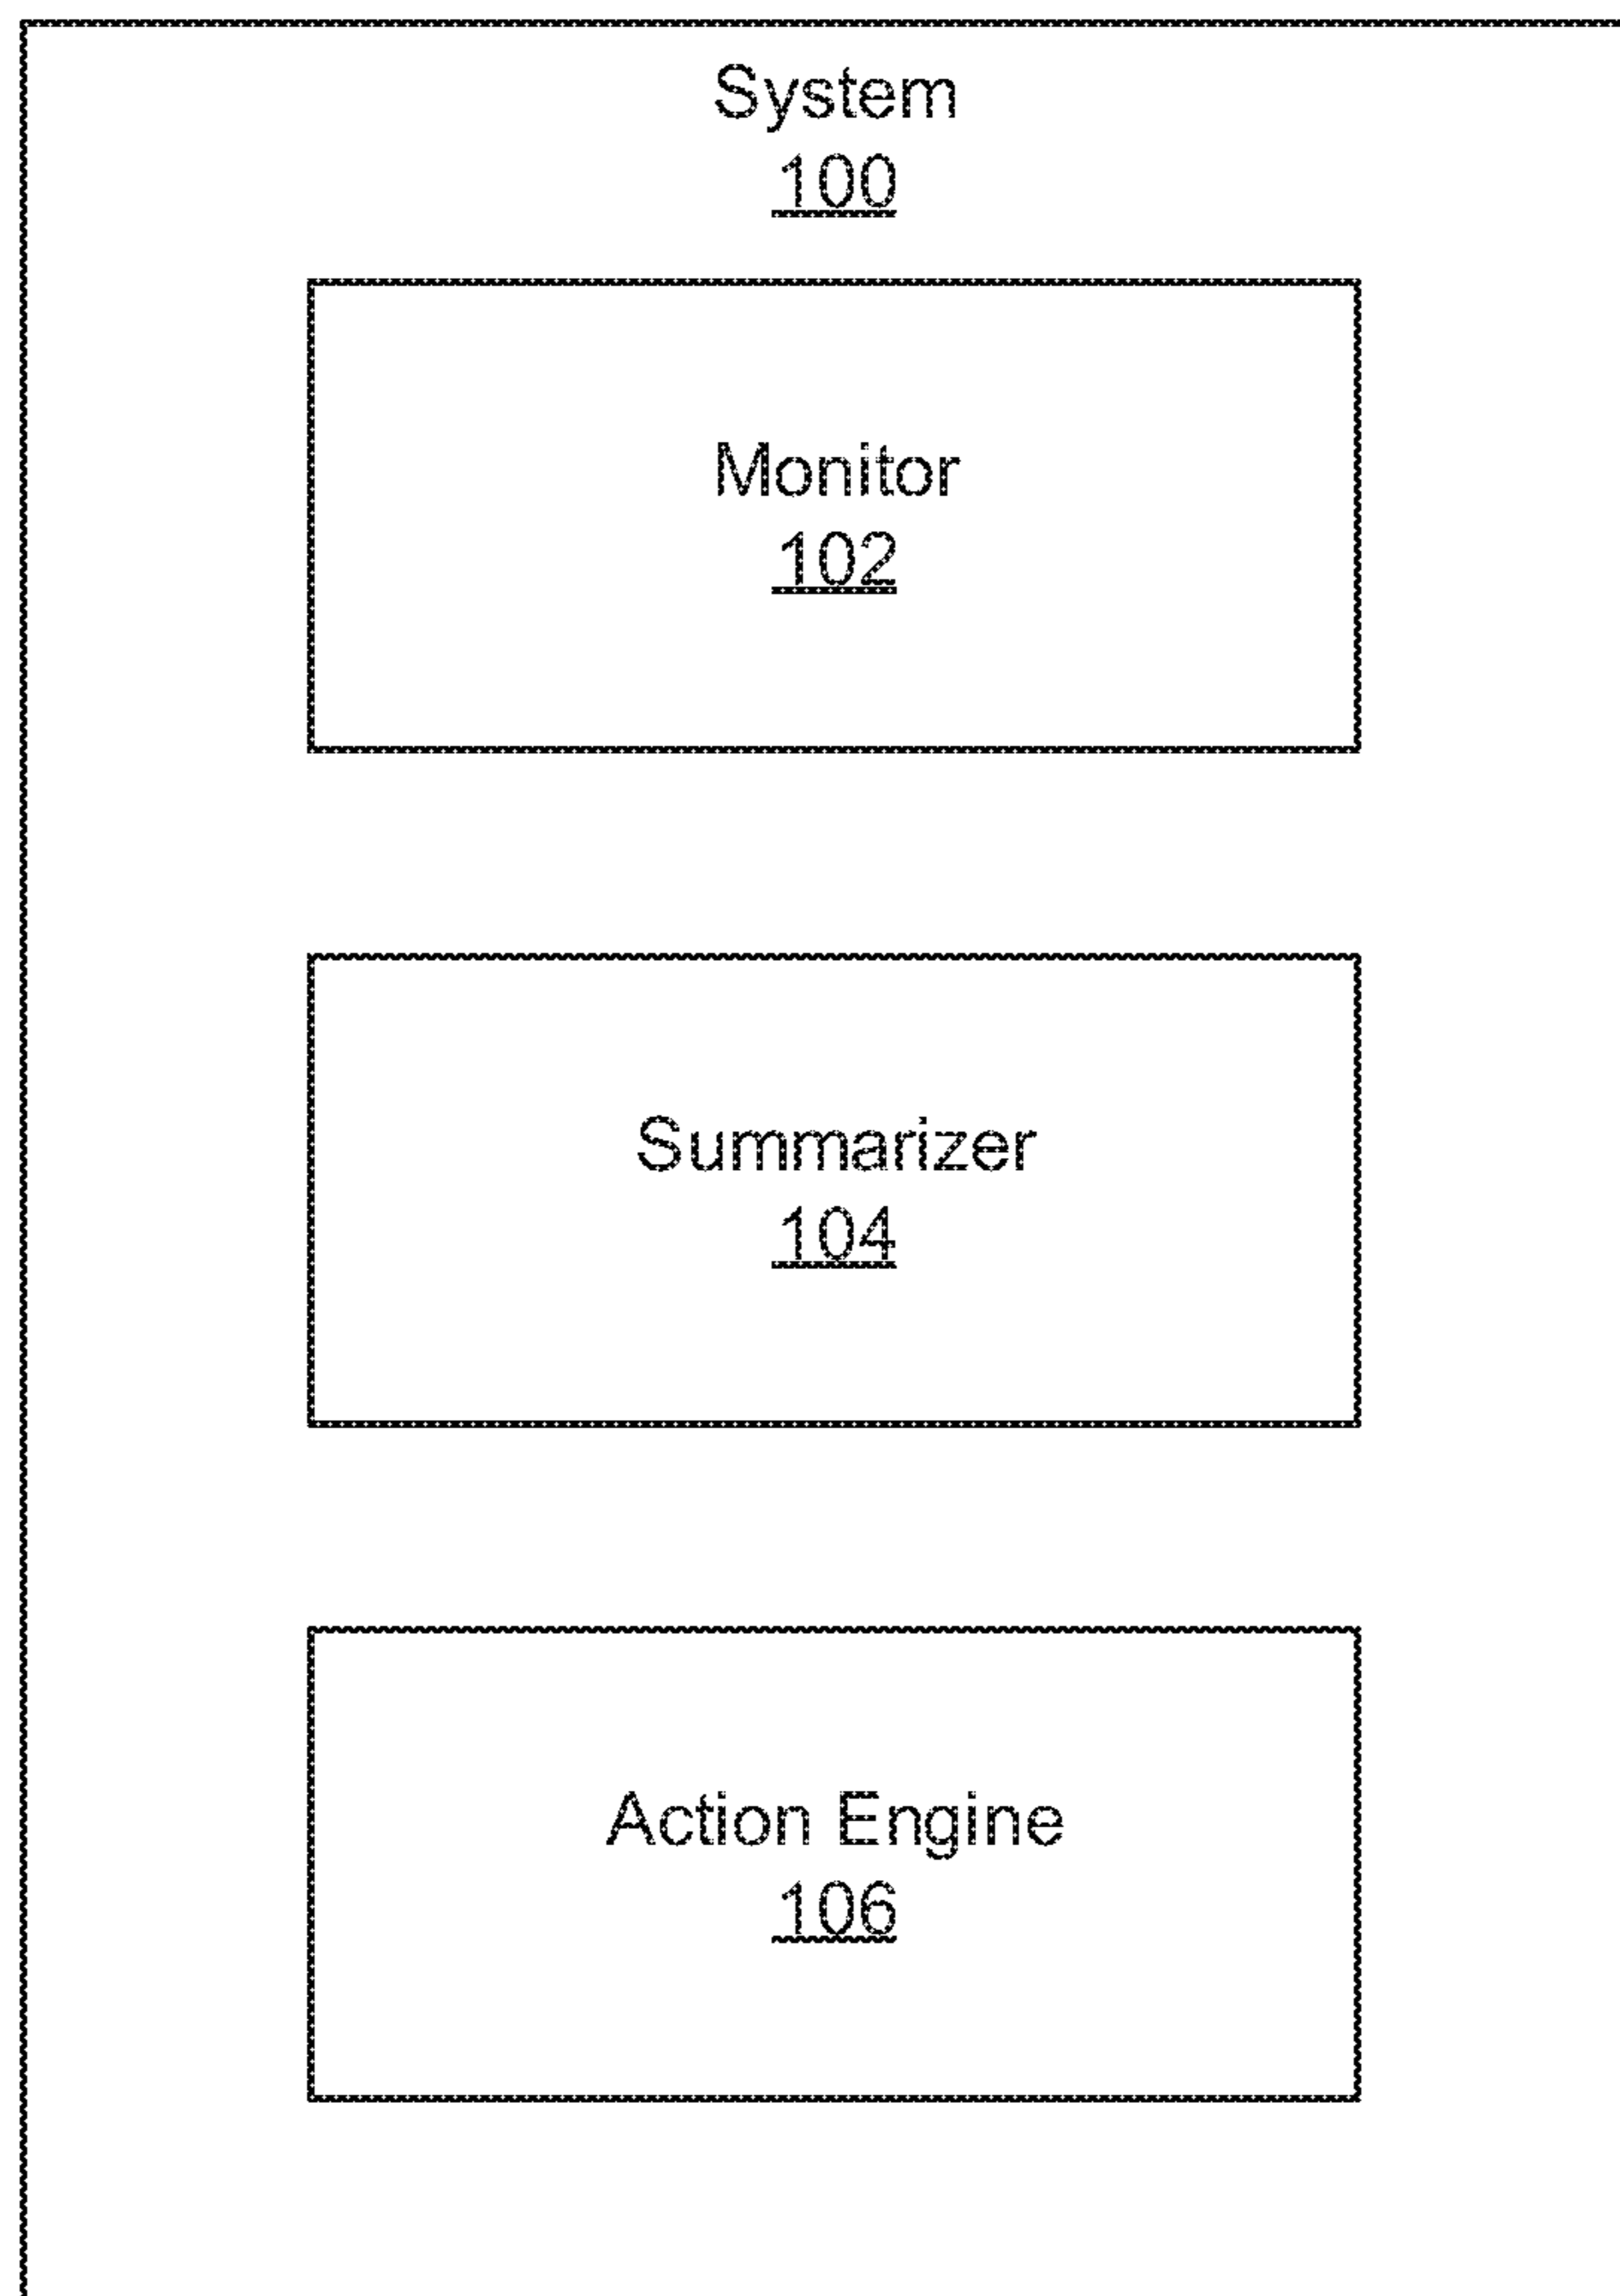 System
100
Monitor
102
Summarizer
104
Action Engine
106